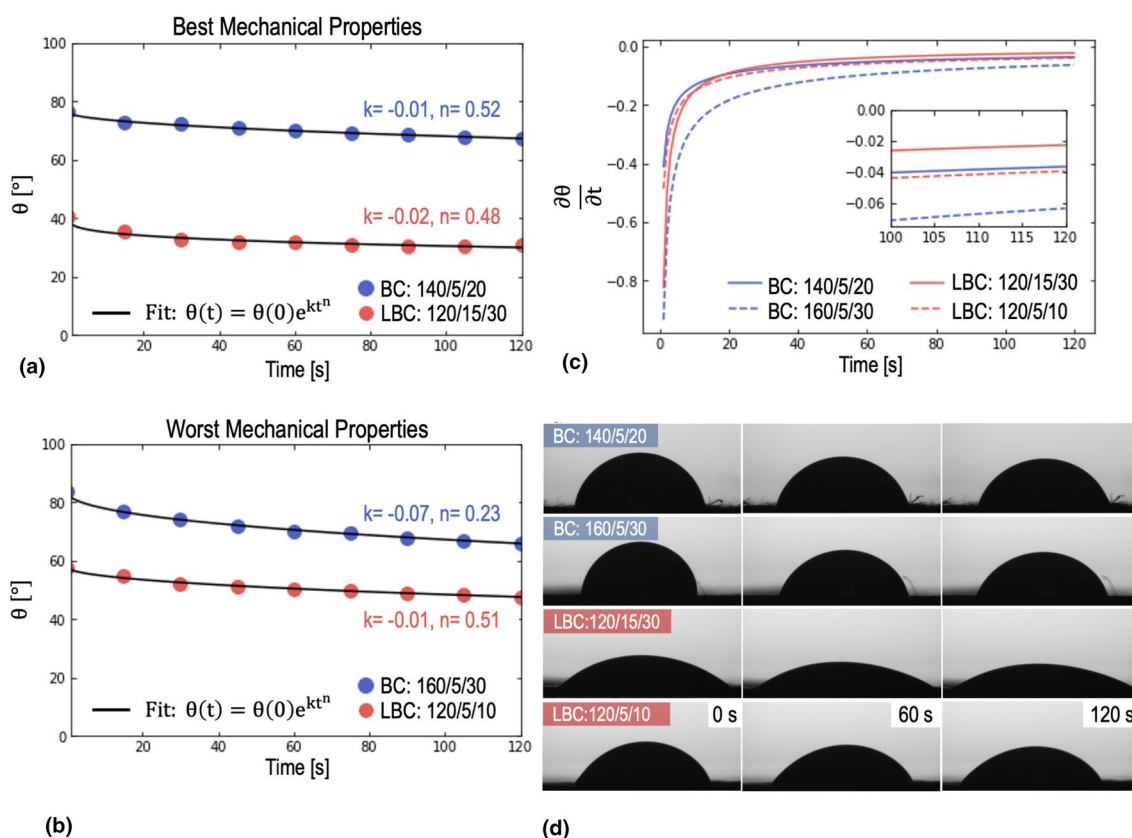 Best Mechanical Properties
100
80
60
40
20
0
θ [°]
k= -0.01, n= 0.52
k= -0.02, n= 0.48
BC: 140/5/20
Fit: θ(t) = θ(0)e^kt^n
LBC: 120/15/30
20 40 60 80 100 120
Time [s]
(a)
0.0
−0.2
−0.4
−0.6
−0.8
∂θ
∂t
0.00
−0.02
−0.04
−0.06
100 105 110 115 120
BC: 140/5/20
LBC: 120/15/30
BC: 160/5/30
LBC: 120/5/10
0 20 40 60 80 100 120
Time [s]
(c)
Worst Mechanical Properties
100
80
60
40
20
0
θ [°]
k= -0.07, n= 0.23
k= -0.01, n= 0.51
BC: 160/5/30
Fit: θ(t) = θ(0)e^kt^n
LBC: 120/5/10
20 40 60 80 100 120
Time [s]
(b)
BC: 140/5/20
BC: 160/5/30
LBC:120/15/30
LBC:120/5/10
0 s
60 s
120 s
(d)